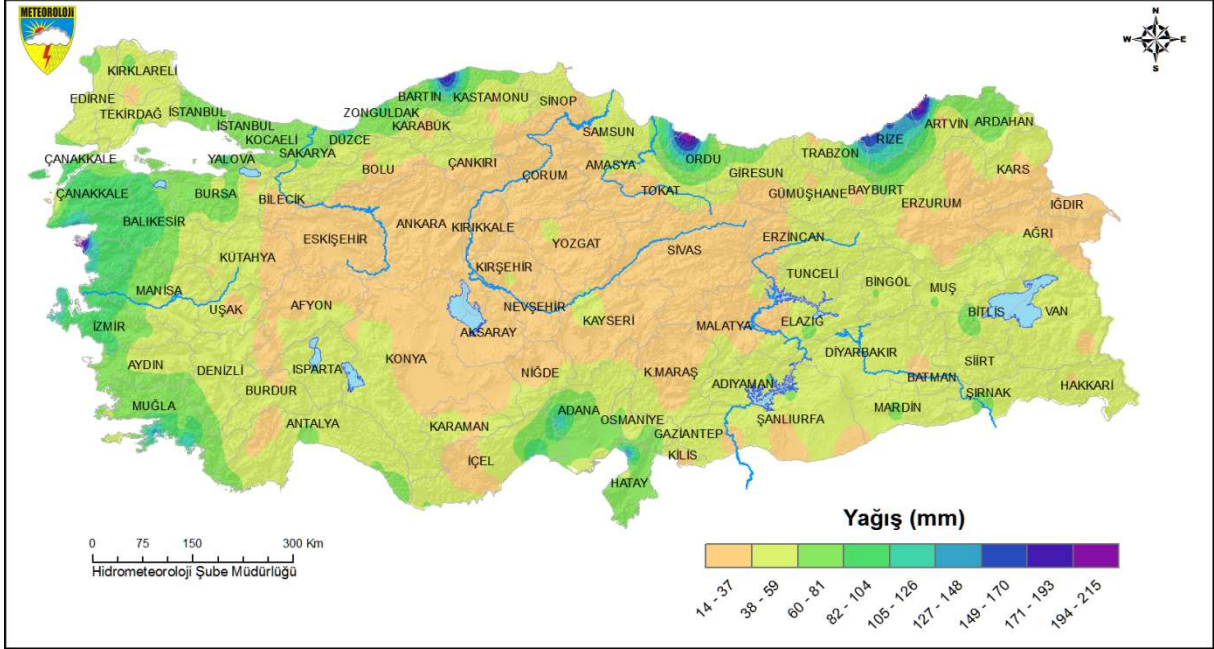 METEOROLOJİ
N
W
E
S
KIRKLARELİ
EDİRNE
TEKİRDAĞ
İSTANBUL
İSTANBUL
KOCAELİ
SAKARYA
DÜZCE
ZONGULDAK
BARTIN
KARABÜK
KASTAMONU
SİNOP
SAMSUN
ORDU
GİRESUN
TRABZON
RİZE
ARTVİN
ARDAHAN
ÇANAKKALE
ÇANAKKALE
YALOVA
BURSA
BİLECİK
BOLU
ÇANKIRI
ÇORUM
AMASYA
TOKAT
GÜMÜŞHANE
BAYBURT
ERZURUM
KARS
IĞDIR
AĞRI
BALIKESİR
KÜTAHYA
ESKİŞEHİR
ANKARA
KIRIKKALE
YOZGAT
SİVAS
ERZİNCAN
TUNCELİ
BİNGÖL
MUŞ
BİTLİS
VAN
MANİSA
UŞAK
AFYON
KIRŞEHİR
NEVŞEHİR
KAYSERİ
MALATYA
ELAZIĞ
DİYARBAKIR
SİİRT
İZMİR
AKSARAY
KONYA
AYDIN
DENİZLİ
ISPARTA
BURDUR
NİĞDE
K.MARAŞ
ADIYAMAN
BATMAN
ŞIRNAK
HAKKARİ
MARDİN
MUĞLA
ANTALYA
KARAMAN
ADANA
OSMANİYE
GAZİANTEP
ŞANLIURFA
İÇEL
KİLİS
HATAY
0 75 150 300 Km
Hidrometeoroloji Şube Müdürlüğü
Yağış (mm)
14 - 37
38 - 59
60 - 81
82 - 104
105 - 126
127 - 148
149 - 170
171 - 193
194 - 215